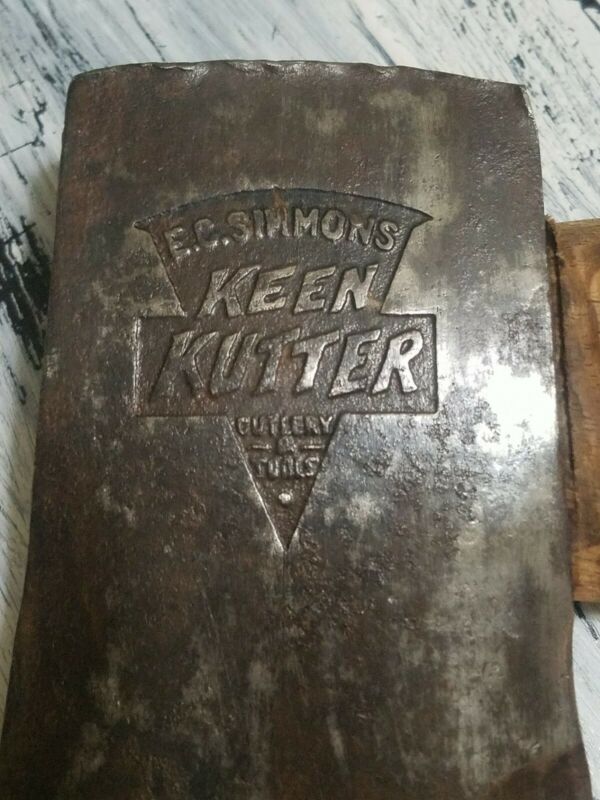 E.C. SIMMONS
KEEN
KUTTER
CUTLERY
&
TOOLS